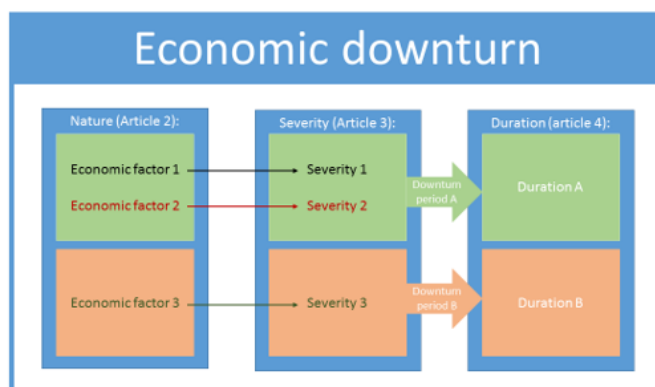 Economic downturn
Nature (Article 2):
Economic factor 1
Economic factor 2
Economic factor 3
Severity (Article 3):
Severity 1
Severity 2
Severity 3
Downturn
period A
Downturn
period B
Duration (article 4):
Duration A
Duration B